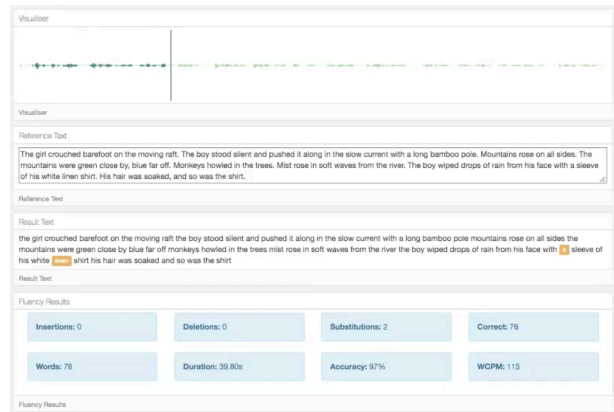 Visualiser
Visualiser
Reference Text
The girl crouched barefoot on the moving raft. The boy stood silent and pushed it along in the slow current with a long bamboo pole. Mountains rose on all sides. The
mountains were green close by, blue far off. Monkeys howled in the trees. Mist rose in soft waves from the river. The boy wiped drops of rain from his face with a sleeve
of his white linen shirt. His hair was soaked, and so was the shirt.
Reference Text
Result Text
the girl crouched barefoot on the moving raft the boy stood silent and pushed it along in the slow current with a long bamboo pole mountains rose on all sides the
mountains were green close by blue far off monkeys howled in the trees mist rose in soft waves from the river the boy wiped drops of rain from his face with a sleeve of
his white linen shirt his hair was soaked and so was the shirt
Result Text
Fluency Results
Insertions: 0 Deletions: 0 Substitutions: 2 Correct: 76
Words: 78 Duration: 39.80s Accuracy: 97% WCPM: 115
Fluency Results